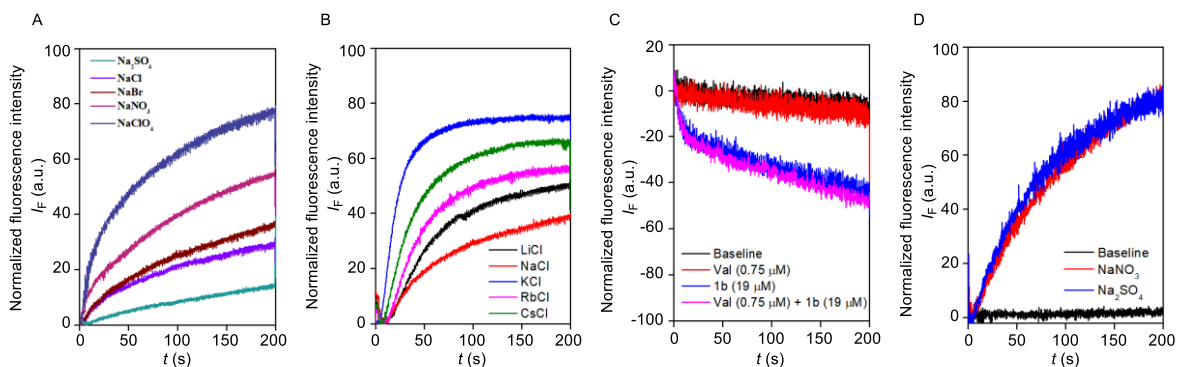 A
Normalized fluorescence intensity
I_F (a.u.)
100
80
60
40
20
0
Na₂SO₄
NaCl
NaBr
NaNO₃
NaClO₄
0 50 100 150 200
t (s)
B
Normalized fluorescence intensity
I_F (a.u.)
100
80
60
40
20
0
LiCl
NaCl
KCl
RbCl
CsCl
0 50 100 150 200
t (s)
C
Normalized fluorescence intensity
I_F (a.u.)
20
0
-20
-40
-60
-80
-100
Baseline
Val (0.75 μM)
1b (19 μM)
Val (0.75 μM) + 1b (19 μM)
0 50 100 150 200
t (s)
D
Normalized fluorescence intensity
I_F (a.u.)
100
80
60
40
20
0
Baseline
NaNO₃
Na₂SO₄
0 50 100 150 200
t (s)